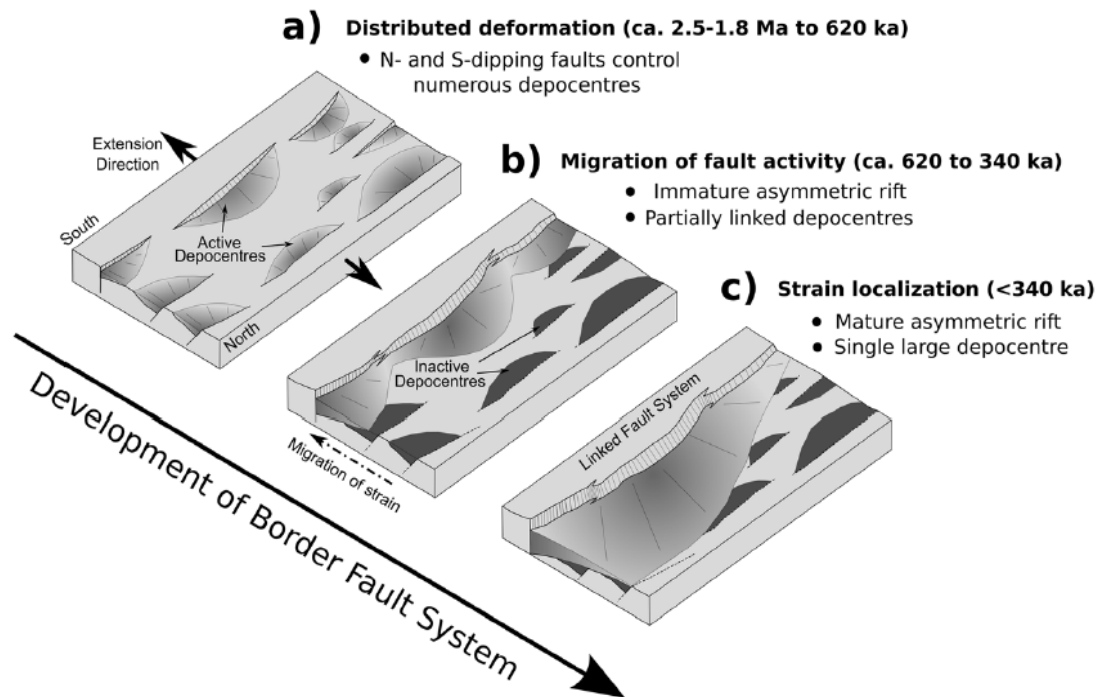 a) Distributed deformation (ca. 2.5-1.8 Ma to 620 ka)
• N- and S-dipping faults control
numerous depocentres
Extension
Direction
South
Active
Depocentres
North
b) Migration of fault activity (ca. 620 to 340 ka)
• Immature asymmetric rift
• Partially linked depocentres
Inactive
Depocentres
Migration of strain
c) Strain localization (<340 ka)
• Mature asymmetric rift
• Single large depocentre
Linked Fault System
Development of Border Fault System